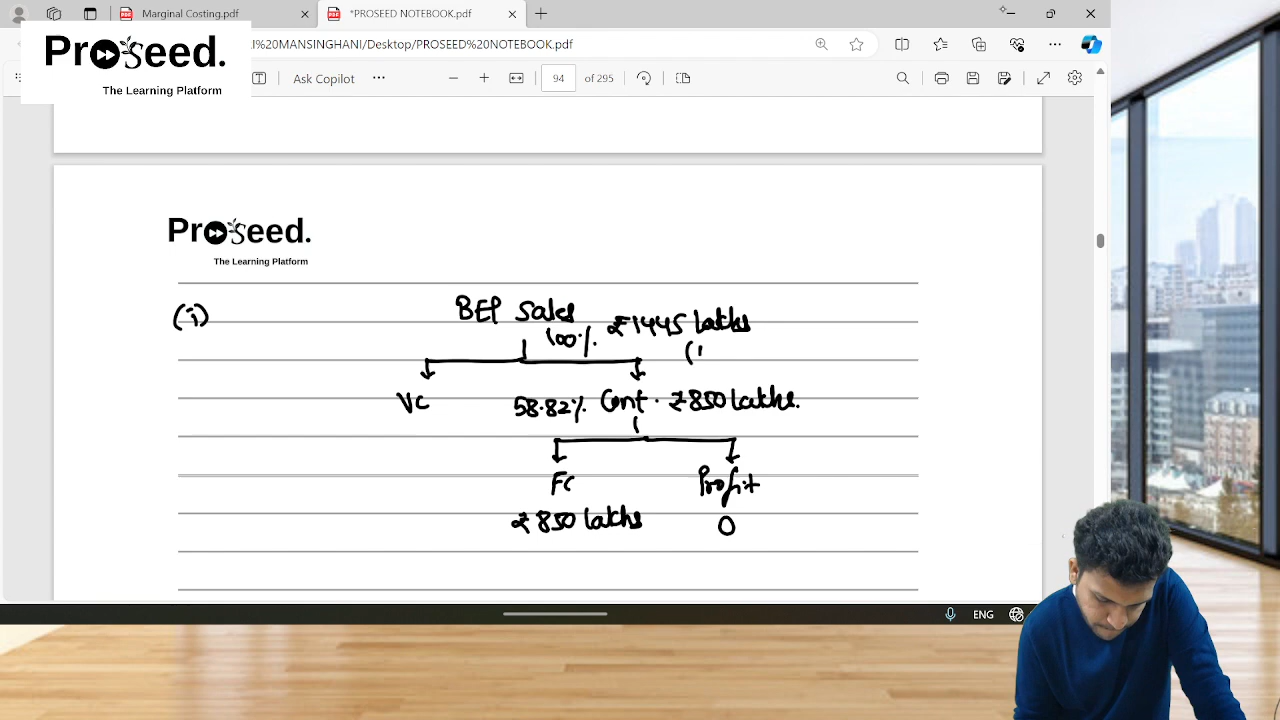 Marginal Costing.pdf
*PROSEED NOTEBOOK.pdf
Proseed.
The Learning Platform
I%20MANSINGHANI/Desktop/PROSEED%20NOTEBOOK.pdf
Ask Copilot
94 of 295
Proseed.
The Learning Platform
(i)
BEP Sales
100% ₹1445 lakhs
VC
58.82% Cont. ₹850 lakhs.
FC
Profit
₹850 lakhs
0
ENG